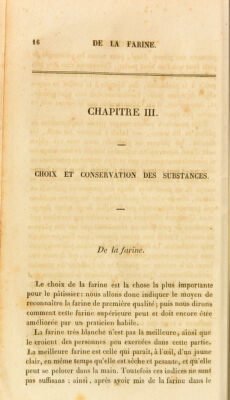 16 DE LA FARINE.
CHAPITRE III.
CHOIX ET CONSERVATION DES SUBSTANCES.
De la farine.
Le choix de la farine est la chose la plus importante
pour le pâtissier: nous allons donc indiquer le moyen de
reconnaître la farine de première qualité; puis nous dirons
comment cette farine supérieure peut et doit encore être
améliorée par un praticien habile.
La farine très blanche n'est pas la meilleure, ainsi que
le croient des personnes peu exercées dans cette partie.
La meilleure farine est celle qui paraît, à l'œil, d'un jaune
clair, en même temps qu'elle est sèche et pesante, et qu'elle
peut se peloter dans la main. Toutefois ces indices ne sont
pas suffisans : ainsi, après avoir mis de la farine dans le